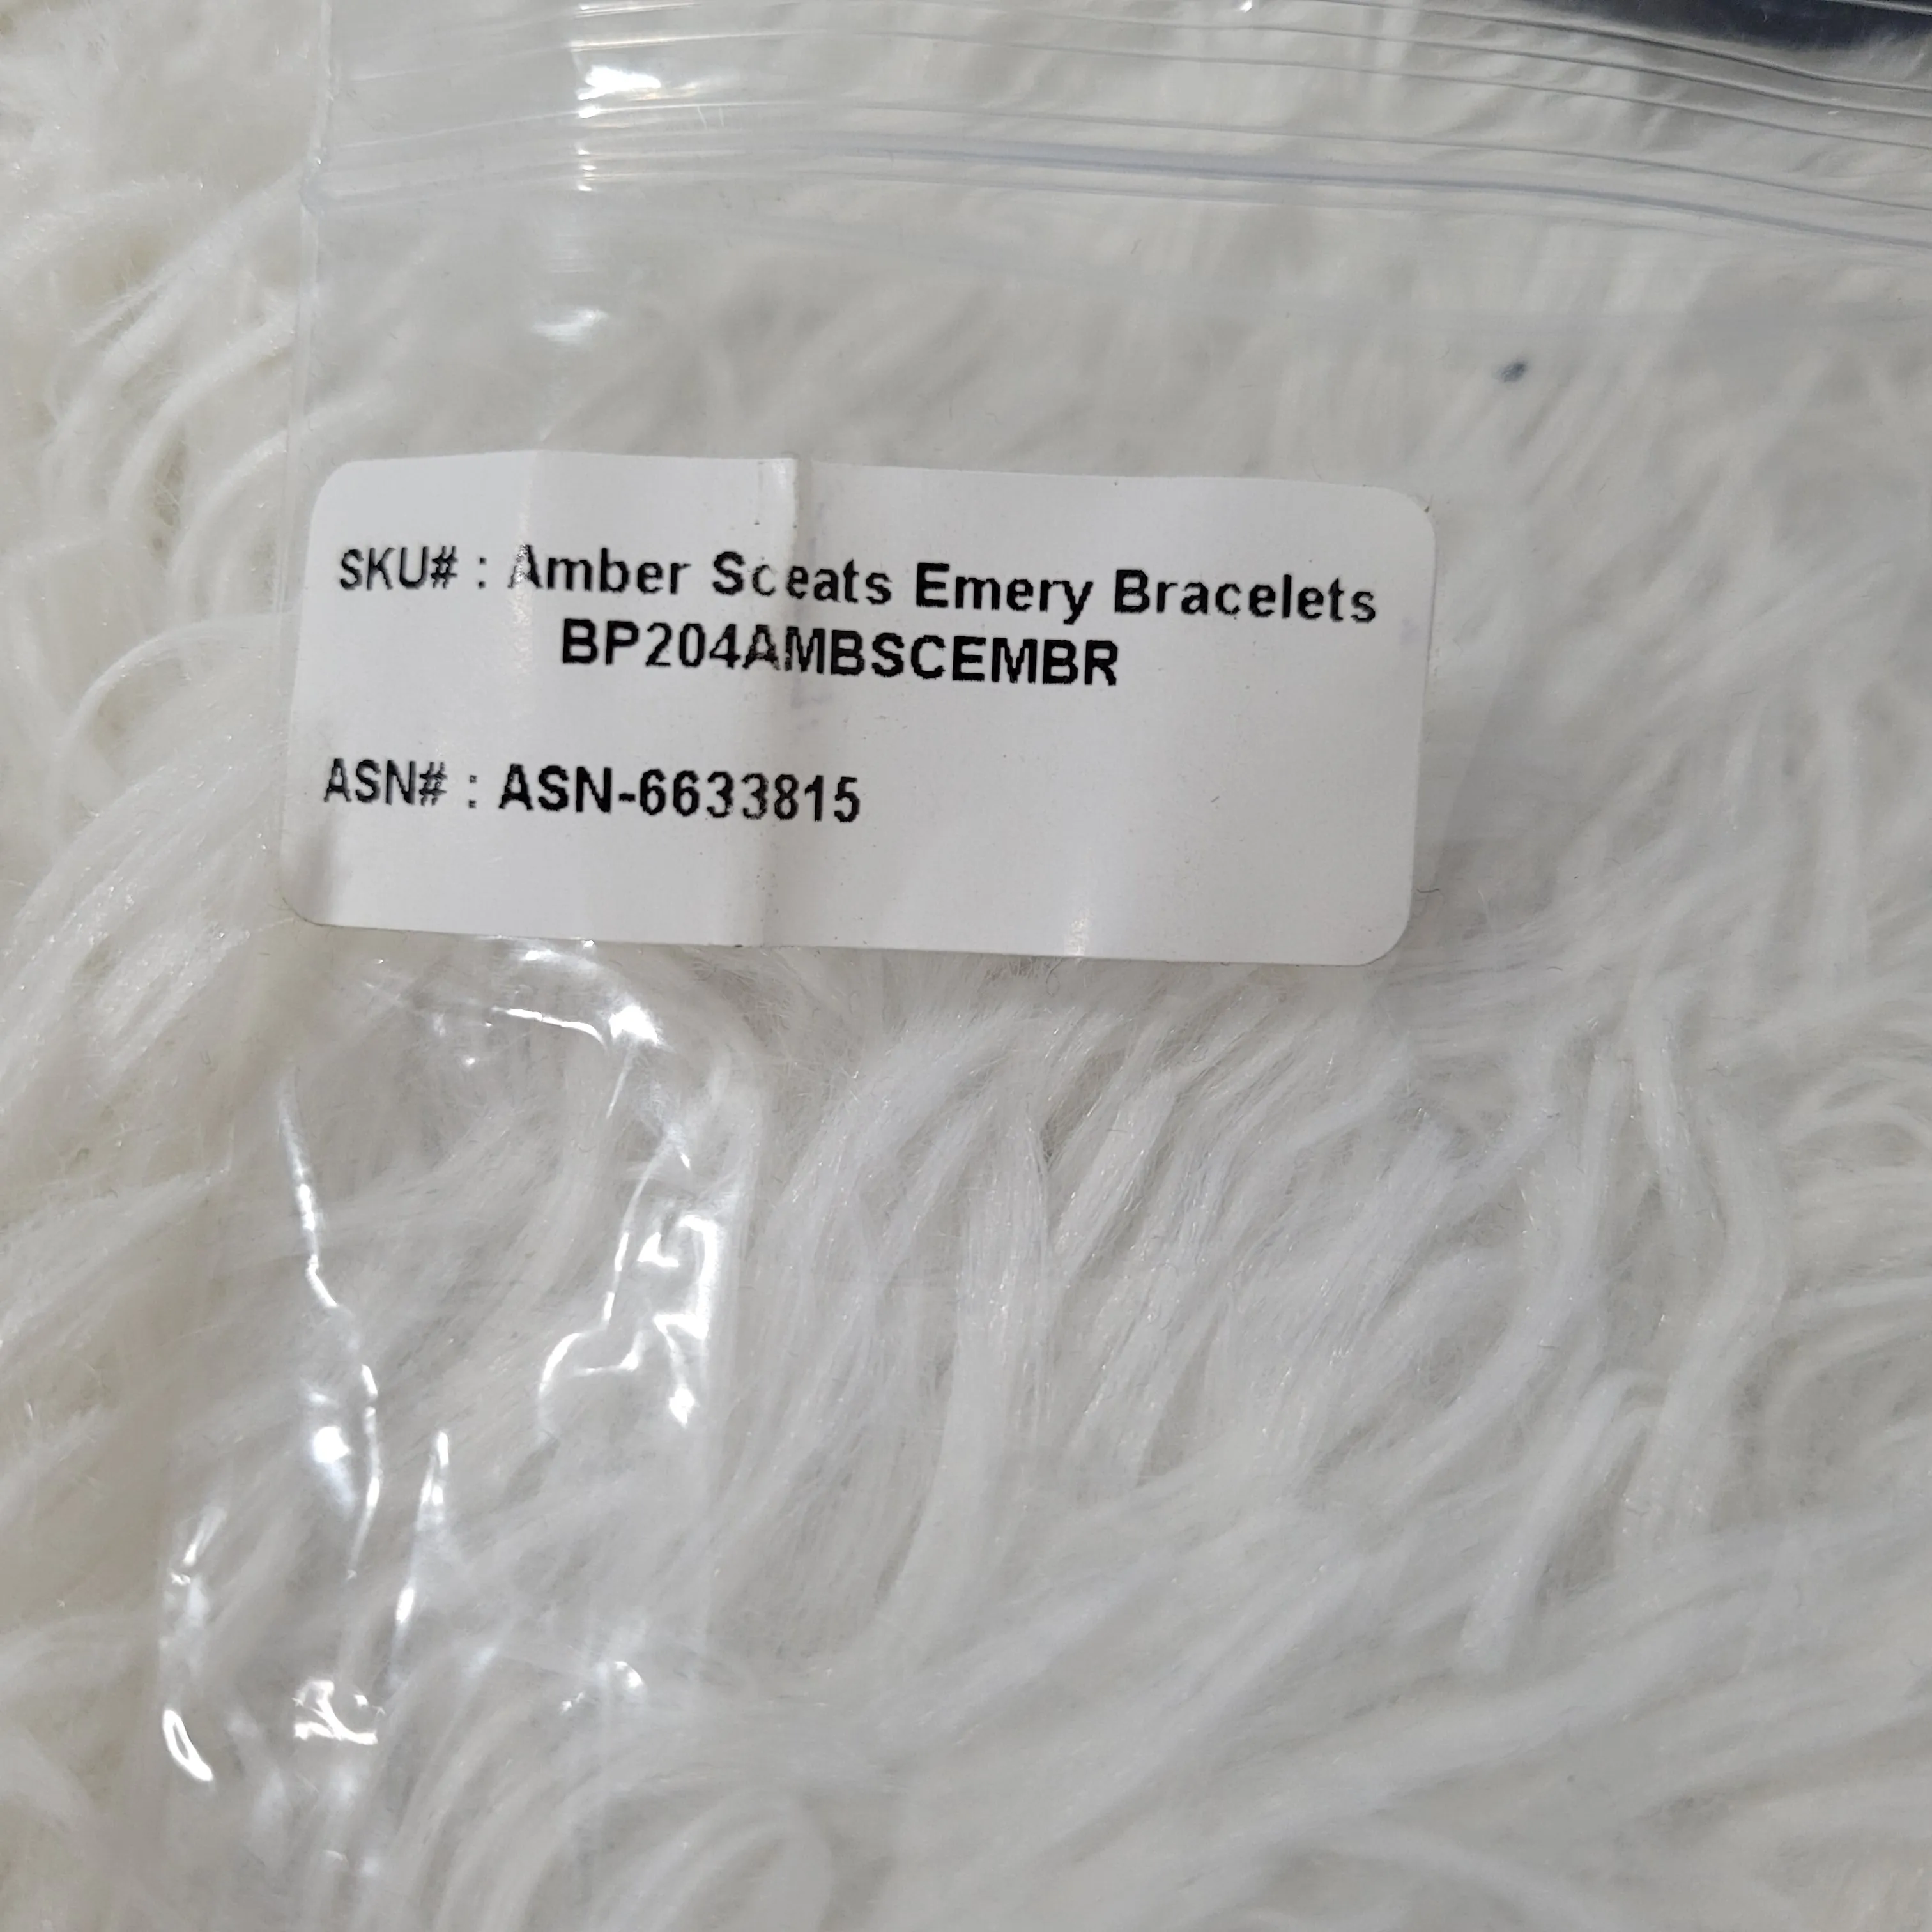 SKU# : Amber Sceats Emery Bracelets
BP204AMBSCEMBR
ASN# : ASN-6633815